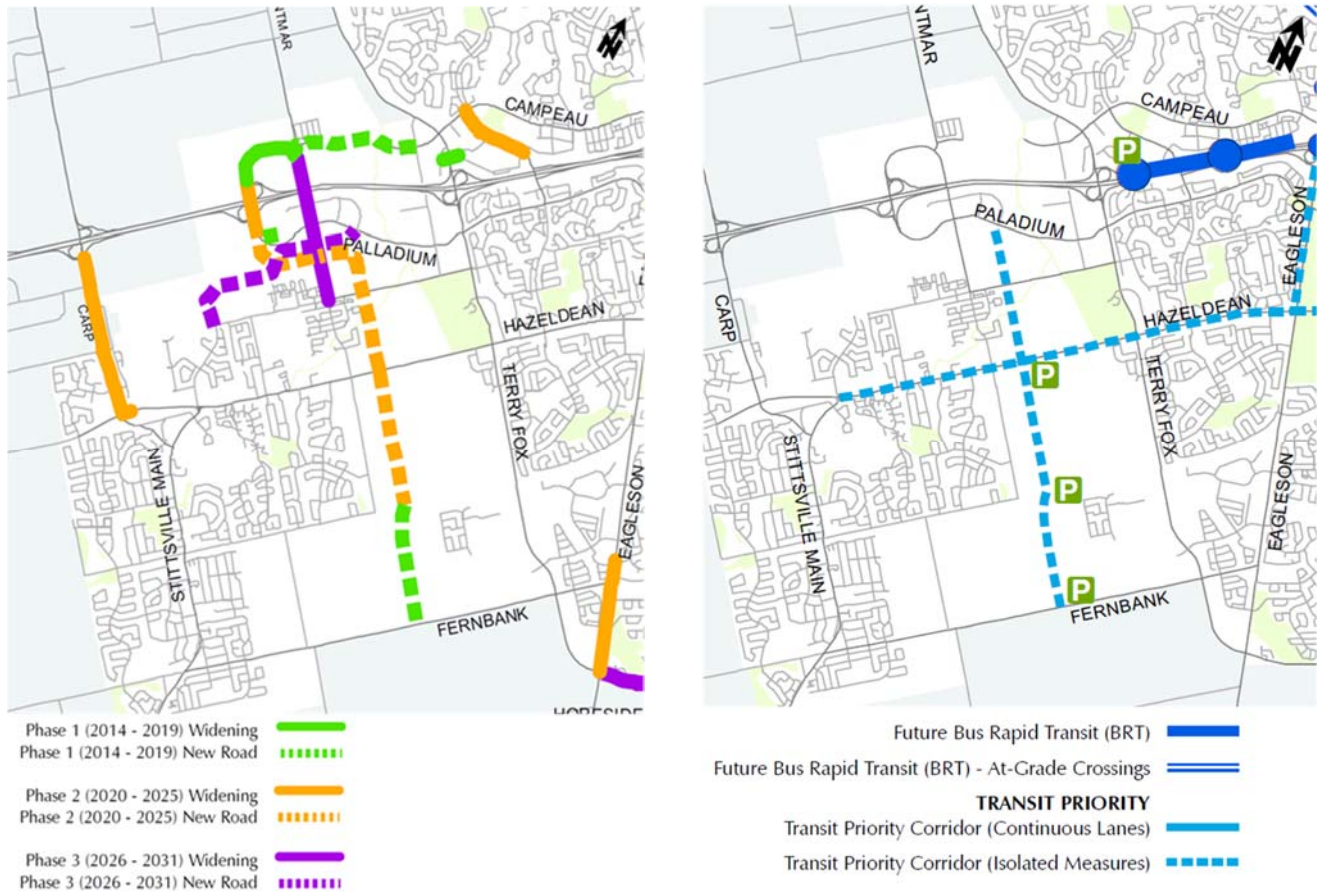 NTMAR
N
CAMPEAU
PALLADIUM
CARP
HAZELDEAN
TERRY FOX
STITTSVILLE MAIN
EAGLESON
FERNBANK
Phase 1 (2014 - 2019) Widening
Phase 1 (2014 - 2019) New Road
Phase 2 (2020 - 2025) Widening
Phase 2 (2020 - 2025) New Road
Phase 3 (2026 - 2031) Widening
Phase 3 (2026 - 2031) New Road
NTMAR
N
CAMPEAU
P
PALADIUM
EAGLESON
CARP
HAZELDEAN
P
TERRY FOX
STITTSVILLE MAIN
P
EAGLESON
P
FERNBANK
Future Bus Rapid Transit (BRT)
Future Bus Rapid Transit (BRT) - At-Grade Crossings
TRANSIT PRIORITY
Transit Priority Corridor (Continuous Lanes)
Transit Priority Corridor (Isolated Measures)